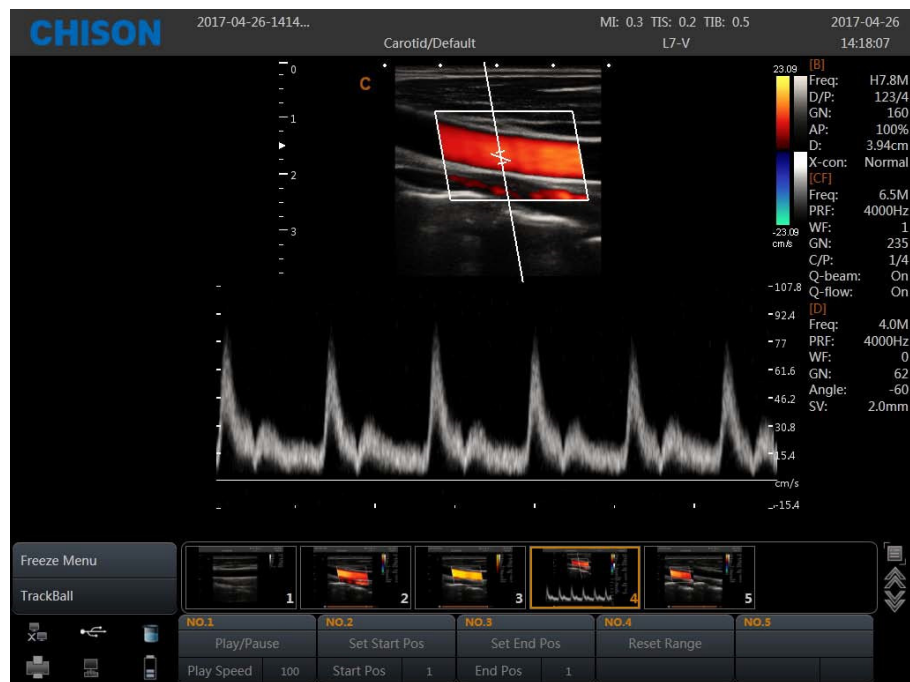 CHISON
2017-04-26-1414...
MI: 0.3 TIS: 0.2 TIB: 0.5
2017-04-26
Carotid/Default
L7-V
14:18:07
C
0
1
2
3
23.09
-23.09
cm/s
[B]
Freq: H7.8M
D/P: 123/4
GN: 160
AP: 100%
D: 3.94cm
X-con: Normal
[CF]
Freq: 6.5M
PRF: 4000Hz
WF: 1
GN: 235
C/P: 1/4
Q-beam: On
Q-flow: On
[D]
Freq: 4.0M
PRF: 4000Hz
WF: 0
GN: 62
Angle: -60
SV: 2.0mm
107.8
92.4
77
61.6
46.2
30.8
15.4
cm/s
-15.4
Freeze Menu
TrackBall
1
2
3
4
5
NO.1 NO.2 NO.3 NO.4 NO.5
Play/Pause Set Start Pos Set End Pos Reset Range
Play Speed 100 Start Pos 1 End Pos 1